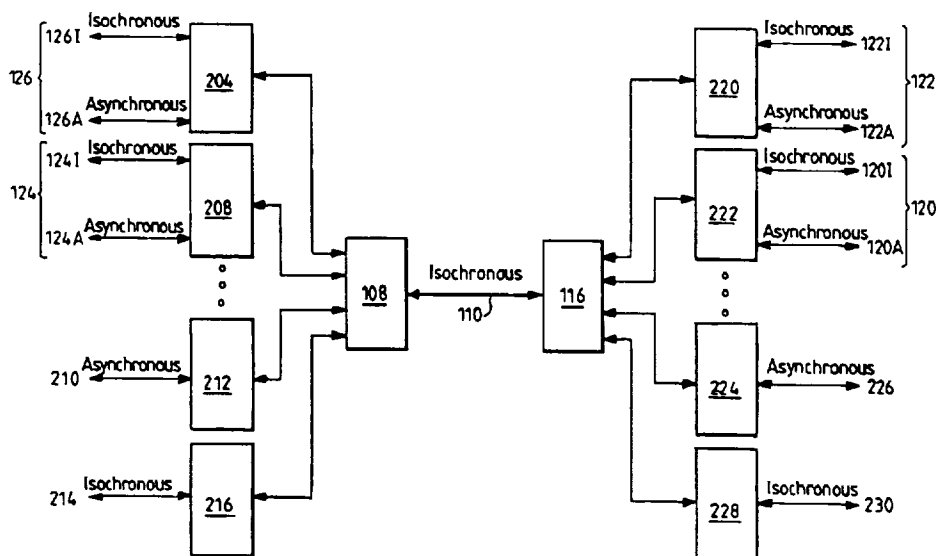 Isochronous
126I
126
204
Asynchronous
126A
Isochronous
124I
124
208
Asynchronous
124A
Asynchronous
210
212
Isochronous
214
216
108
Isochronous
110
116
Isochronous
122I
220
122
Asynchronous
122A
Isochronous
120I
222
120
Asynchronous
120A
Asynchronous
224
226
Isochronous
228
230